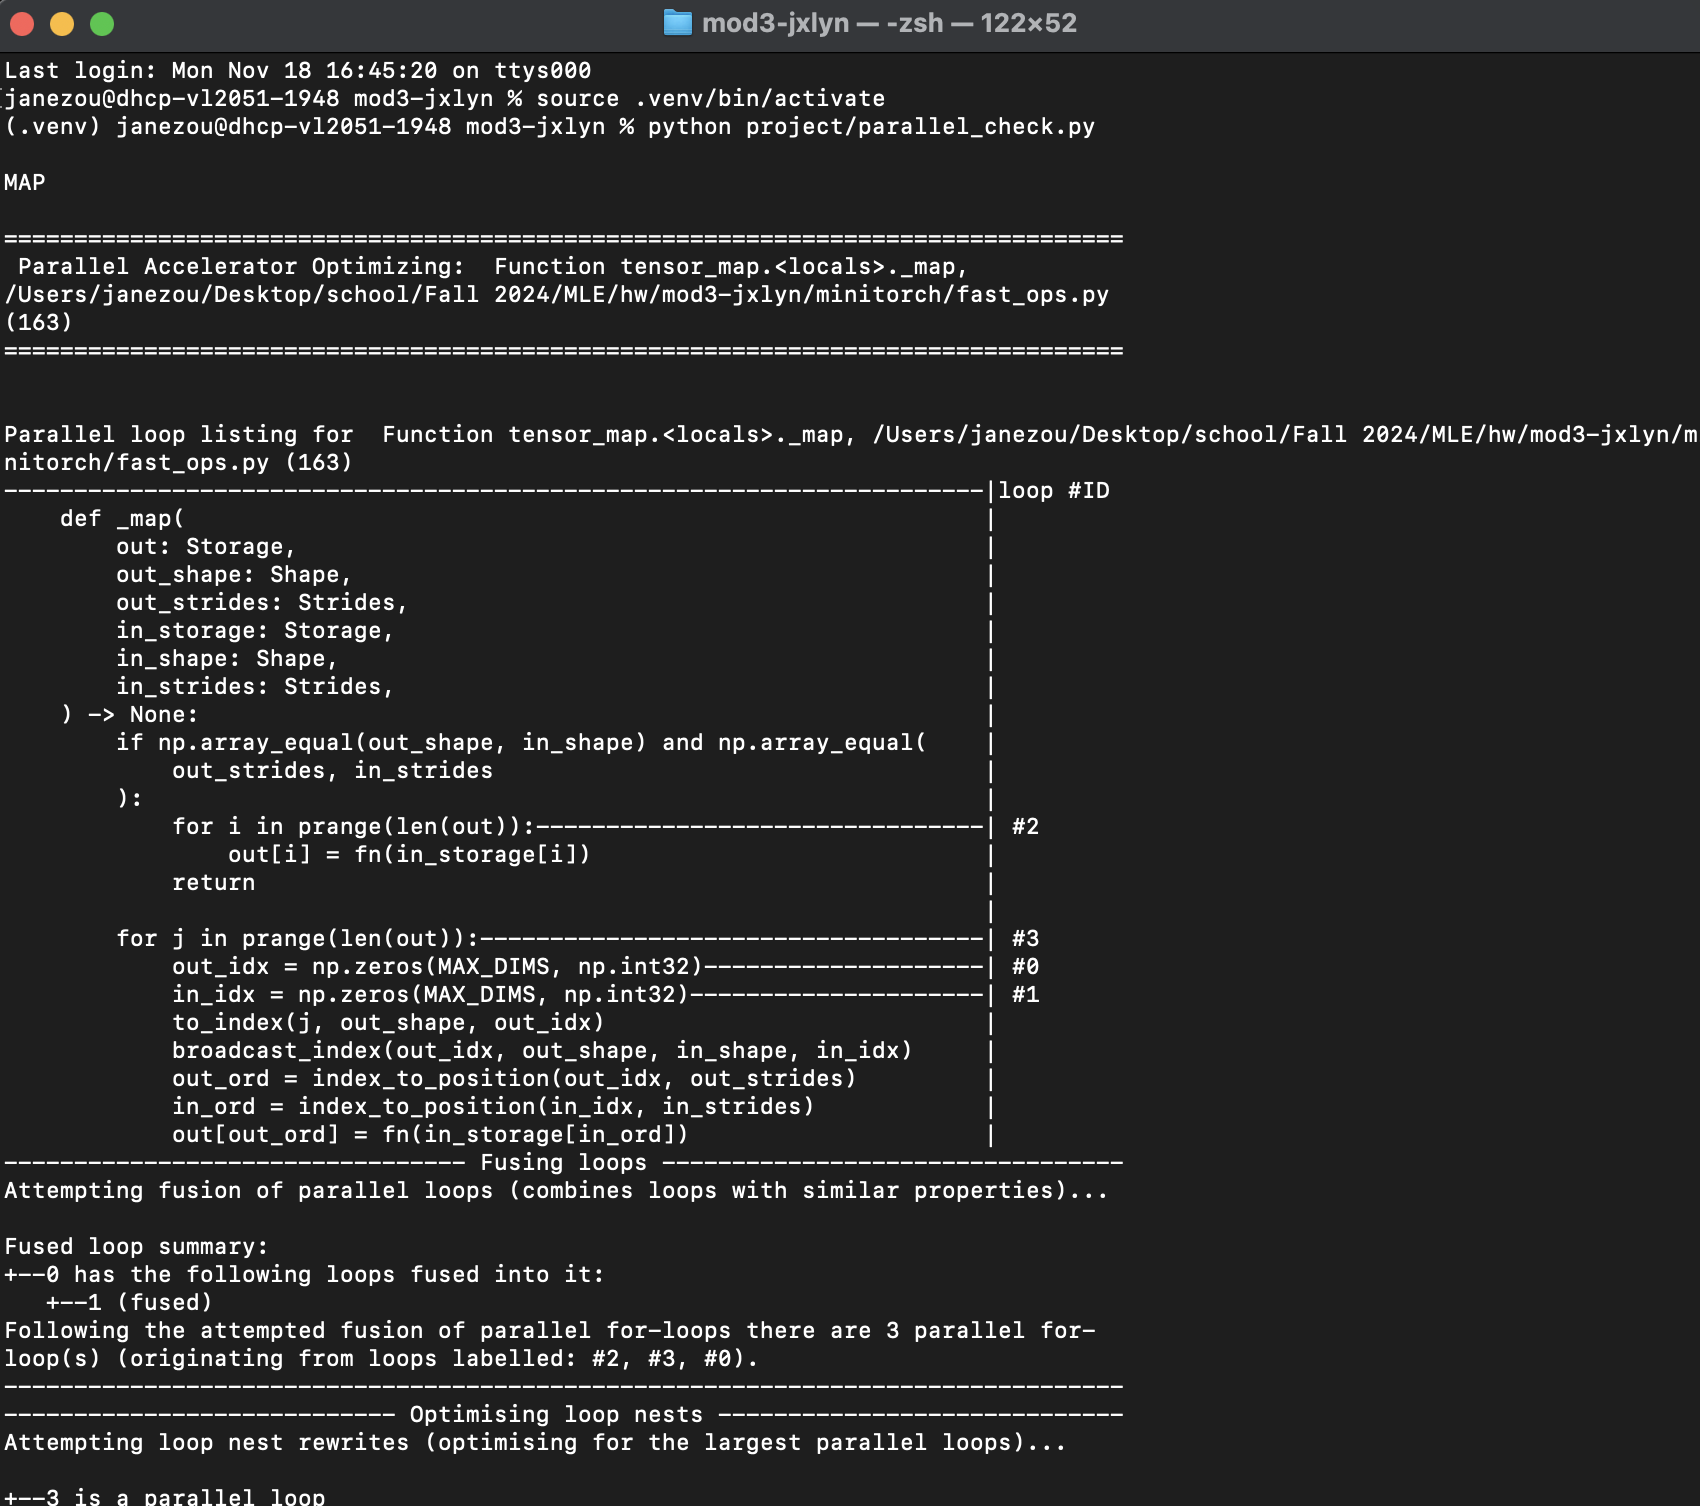 mod3-jxlyn — -zsh — 122×52
Last login: Mon Nov 18 16:45:20 on ttys000
janezou@dhcp-vl2051-1948 mod3-jxlyn % source .venv/bin/activate
(.venv) janezou@dhcp-vl2051-1948 mod3-jxlyn % python project/parallel_check.py
MAP
================================================================================
 Parallel Accelerator Optimizing:  Function tensor_map.<locals>._map,
/Users/janezou/Desktop/school/Fall 2024/MLE/hw/mod3-jxlyn/minitorch/fast_ops.py
(163)
================================================================================
Parallel loop listing for  Function tensor_map.<locals>._map, /Users/janezou/Desktop/school/Fall 2024/MLE/hw/mod3-jxlyn/m
nitorch/fast_ops.py (163)
----------------------------------------------------------------------|loop #ID
    def _map(                                                         |
        out: Storage,                                                 |
        out_shape: Shape,                                             |
        out_strides: Strides,                                         |
        in_storage: Storage,                                          |
        in_shape: Shape,                                              |
        in_strides: Strides,                                          |
    ) -> None:                                                        |
        if np.array_equal(out_shape, in_shape) and np.array_equal(    |
              out_strides, in_strides                                 |
        ):                                                            |
            for i in prange(len(out)):--------------------------------| #2
                out[i] = fn(in_storage[i])                            |
            return                                                    |
                                                                      |
        for j in prange(len(out)):------------------------------------| #3
            out_idx = np.zeros(MAX_DIMS, np.int32)--------------------| #0
            in_idx = np.zeros(MAX_DIMS, np.int32)---------------------| #1
            to_index(j, out_shape, out_idx)                           |
            broadcast_index(out_idx, out_shape, in_shape, in_idx)     |
            out_ord = index_to_position(out_idx, out_strides)         |
            in_ord = index_to_position(in_idx, in_strides)            |
            out[out_ord] = fn(in_storage[in_ord])                     |
--------------------------------- Fusing loops ---------------------------------
Attempting fusion of parallel loops (combines loops with similar properties)...
Fused loop summary:
+--0 has the following loops fused into it:
   +--1 (fused)
Following the attempted fusion of parallel for-loops there are 3 parallel for-
loop(s) (originating from loops labelled: #2, #3, #0).
--------------------------------------------------------------------------------
---------------------------- Optimising loop nests -----------------------------
Attempting loop nest rewrites (optimising for the largest parallel loops)...
+--3 is a parallel loop